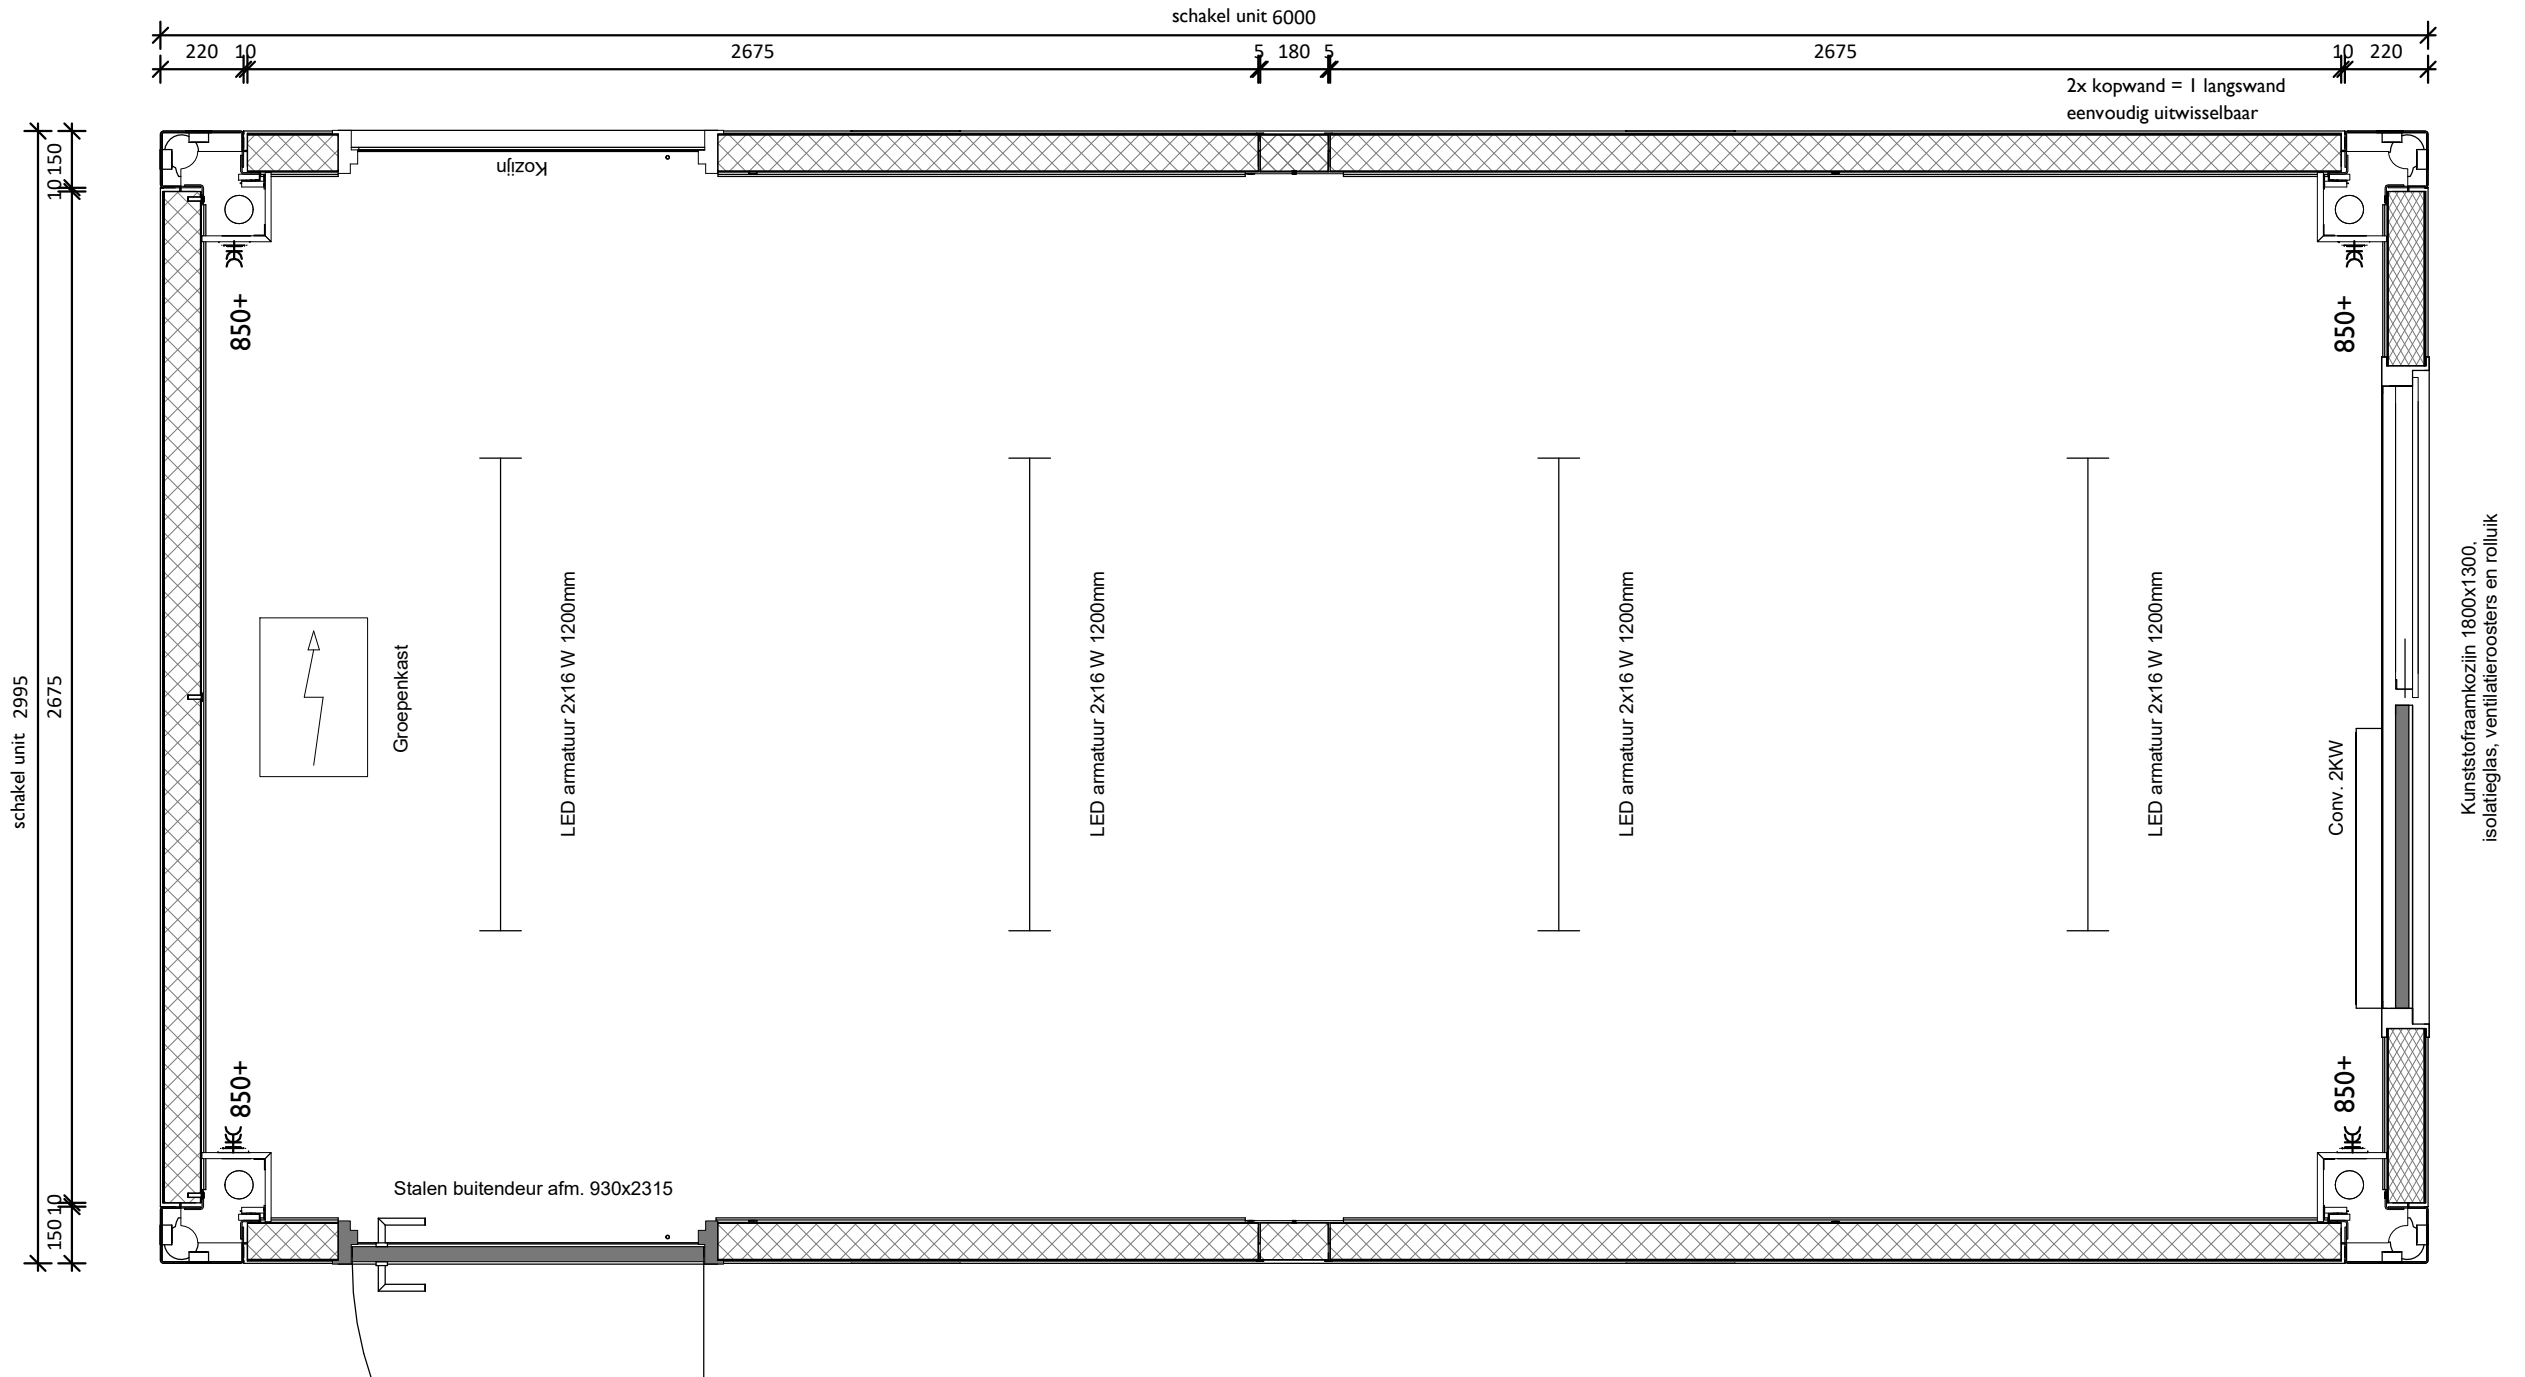 schakel unit 6000
220 10 2675 5 180 5 2675 10 220
2x kopwand = 1 langswand
eenvoudig uitwisselbaar
Kozijn
150
10
850+
850+
schakel unit 2995
2675
Groepenkast
LED armatuur 2x16 W 1200mm
LED armatuur 2x16 W 1200mm
LED armatuur 2x16 W 1200mm
LED armatuur 2x16 W 1200mm
Conv. 2KW
Kunststoframkoziin 1800x1300,
isolatieglas, ventilatieroosters en rolluik
850+
850+
Stalen buitendeur afm. 930x2315
10
150